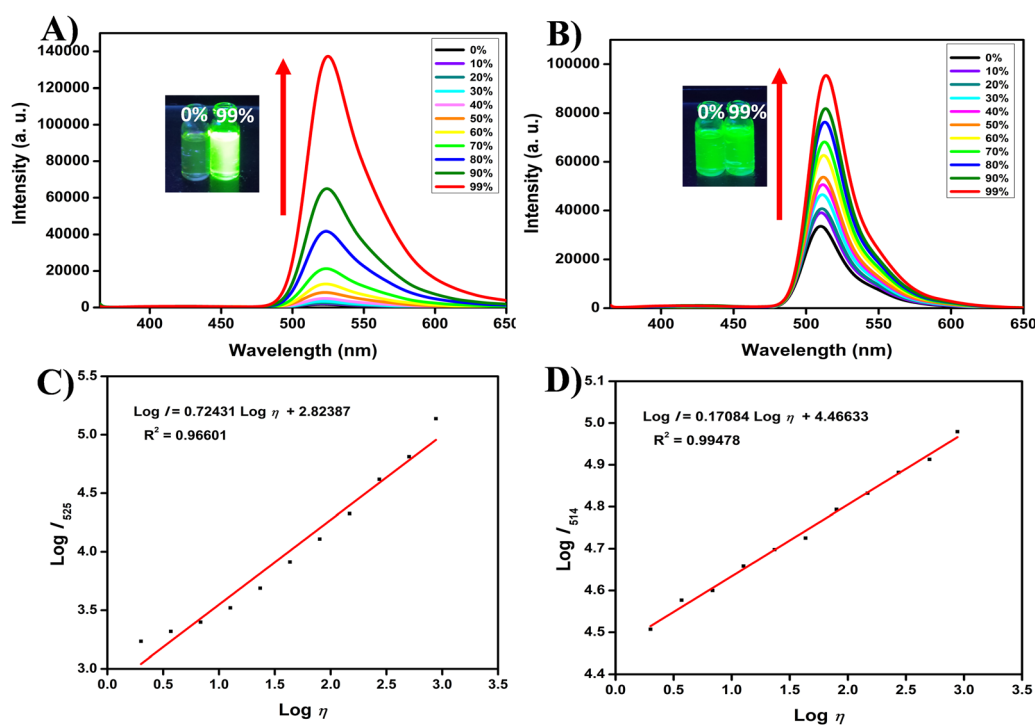 A)
140000
120000
100000
80000
60000
40000
20000
0
Intensity (a. u.)
0% 99%
0%
10%
20%
30%
40%
50%
60%
70%
80%
90%
99%
400 450 500 550 600 650
Wavelength (nm)
B)
100000
80000
60000
40000
20000
0
Intensity (a. u.)
0% 99%
0%
10%
20%
30%
40%
50%
60%
70%
80%
90%
99%
400 450 500 550 600 650
Wavelength (nm)
C)
5.5
5.0
4.5
4.0
3.5
3.0
Log I525
Log I = 0.72431 Log η + 2.82387
R² = 0.96601
0.0 0.5 1.0 1.5 2.0 2.5 3.0 3.5
Log η
D)
5.1
5.0
4.9
4.8
4.7
4.6
4.5
4.4
Log I514
Log I = 0.17084 Log η + 4.46633
R² = 0.99478
0.0 0.5 1.0 1.5 2.0 2.5 3.0 3.5
Log η